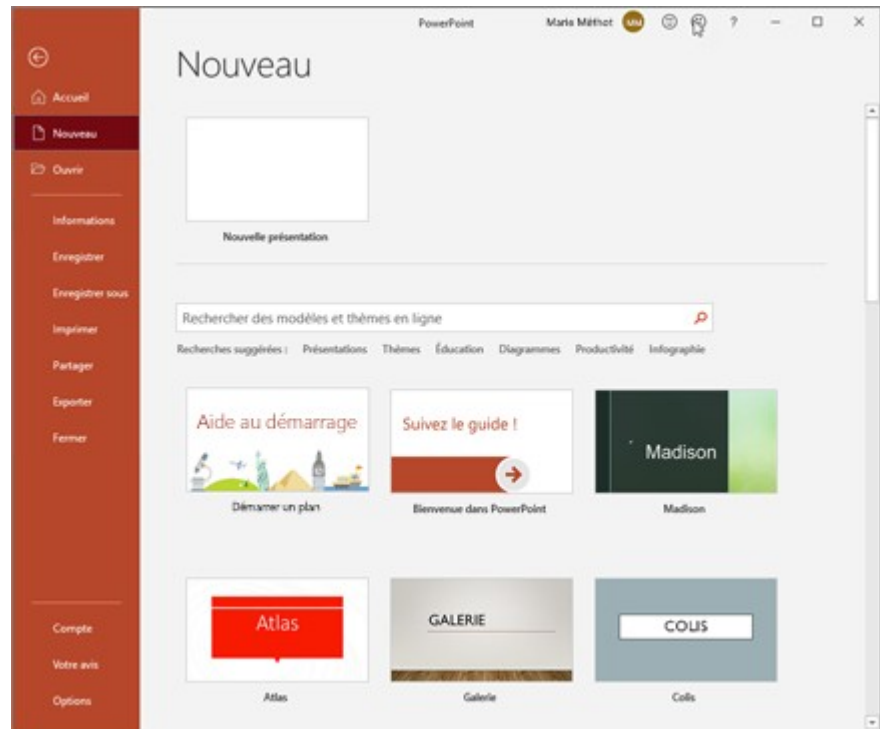 PowerPoint
Marie Méthot MM ?
Nouveau
Accueil
Nouveau
Ouvrir
Informations
Enregistrer
Enregistrer sous
Imprimer
Partager
Exporter
Fermer
Compte
Votre avis
Options
Nouvelle présentation
Rechercher des modèles et thèmes en ligne
Recherches suggérées : Présentations Thèmes Éducation Diagrammes Productivité Infographie
Aide au démarrage
Démarrer un plan
Suivez le guide !
Bienvenue dans PowerPoint
Madison
Madison
Atlas
Atlas
GALERIE
Galerie
COLIS
Colis